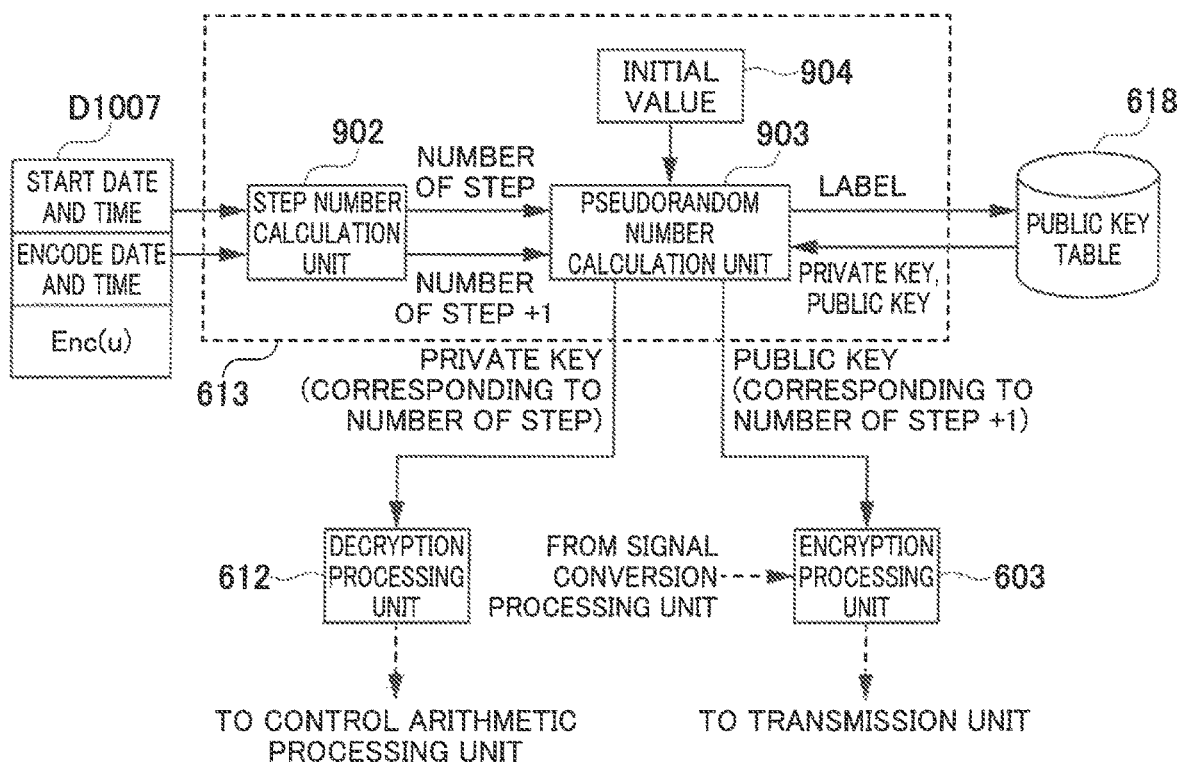 INITIAL
VALUE
904
D1007
902
903
618
START DATE
AND TIME
ENCODE DATE
AND TIME
Enc(u)
STEP NUMBER
CALCULATION
UNIT
NUMBER
OF STEP
NUMBER
OF STEP +1
PSEUDORANDOM
NUMBER
CALCULATION UNIT
LABEL
PRIVATE KEY,
PUBLIC KEY
PUBLIC KEY
TABLE
613
PRIVATE KEY
(CORRESPONDING TO
NUMBER OF STEP)
PUBLIC KEY
(CORRESPONDING TO
NUMBER OF STEP +1)
612
DECRYPTION
PROCESSING
UNIT
FROM SIGNAL
CONVERSION
PROCESSING UNIT
ENCRYPTION
PROCESSING
UNIT
603
TO CONTROL ARITHMETIC
PROCESSING UNIT
TO TRANSMISSION UNIT